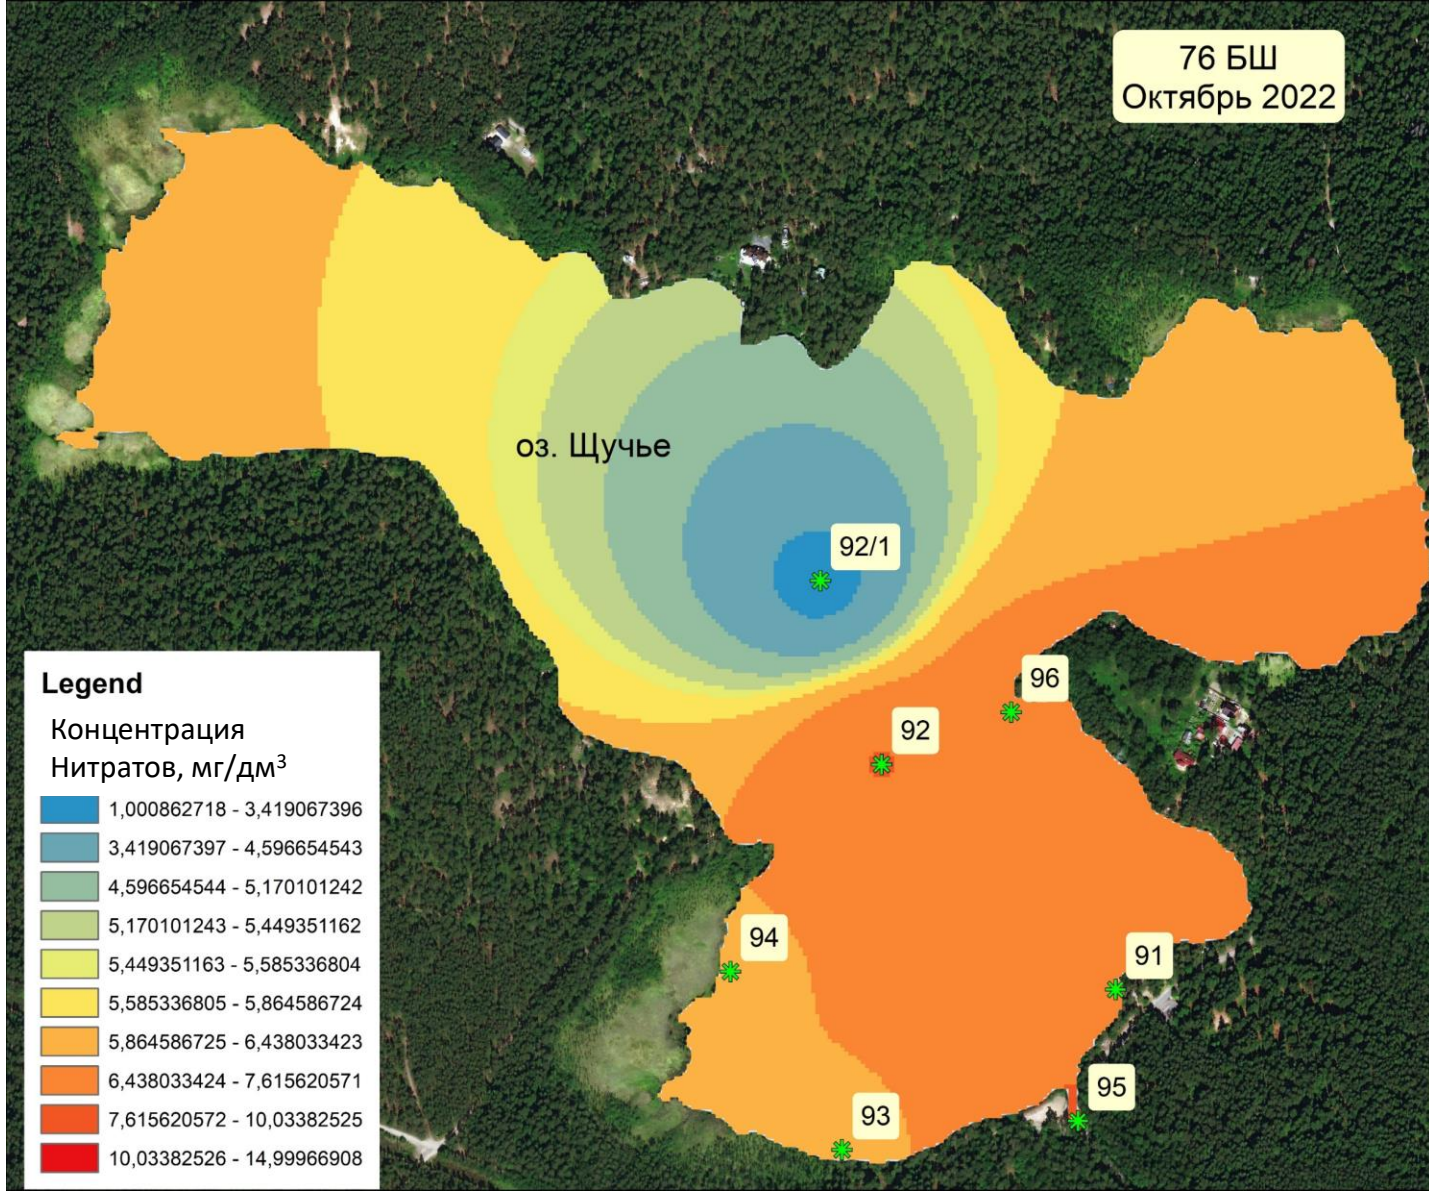 76 БШ
Октябрь 2022
оз. Щучье
92/1
96
92
94
91
95
93
Legend
Концентрация
Нитратов, мг/дм³
1,000862718 - 3,419067396
3,419067397 - 4,596654543
4,596654544 - 5,170101242
5,170101243 - 5,449351162
5,449351163 - 5,585336804
5,585336805 - 5,864586724
5,864586725 - 6,438033423
6,438033424 - 7,615620571
7,615620572 - 10,03382525
10,03382526 - 14,99966908